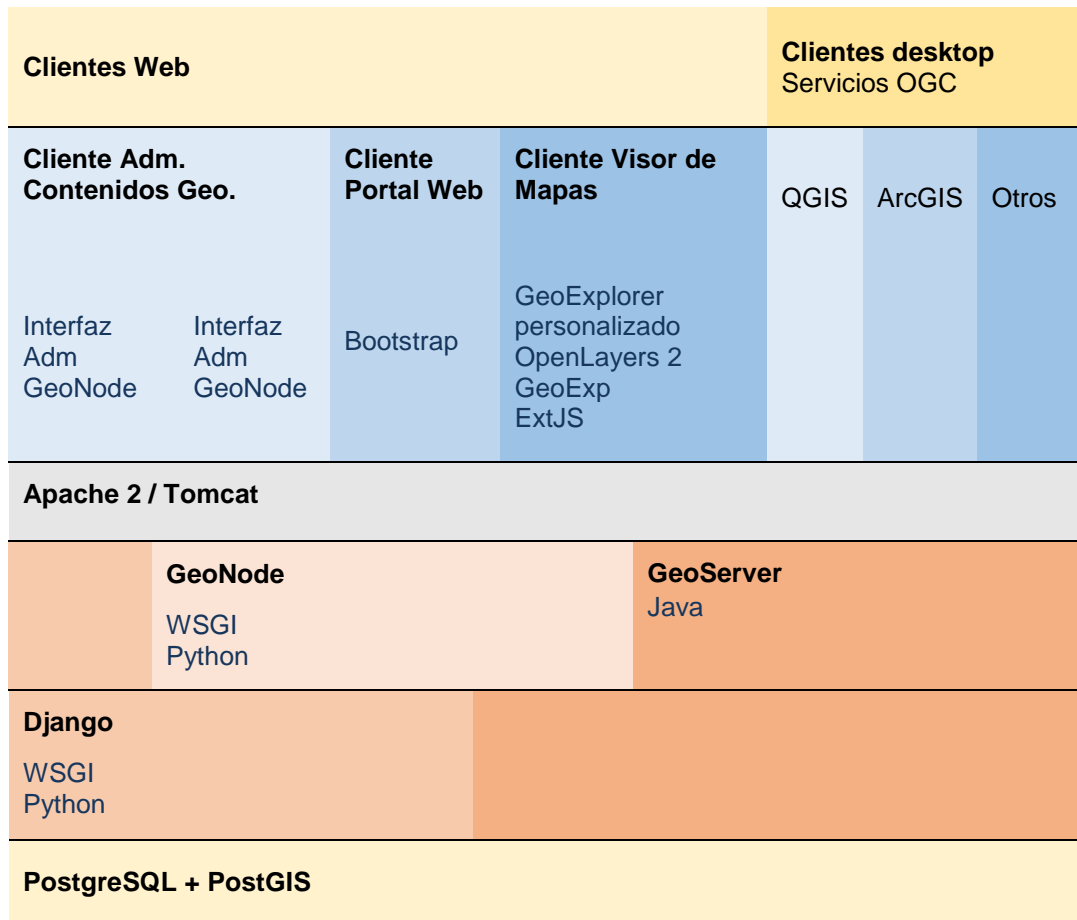 Clientes Web
Clientes desktop
Servicios OGC
Cliente Adm.
Contenidos Geo.
Cliente
Portal Web
Cliente Visor de
Mapas
QGIS
ArcGIS
Otros
Interfaz
Adm
GeoNode
Interfaz
Adm
GeoNode
Bootstrap
GeoExplorer
personalizado
OpenLayers 2
GeoExp
ExtJS
Apache 2 / Tomcat
GeoNode
WSGI
Python
GeoServer
Java
Django
WSGI
Python
PostgreSQL + PostGIS